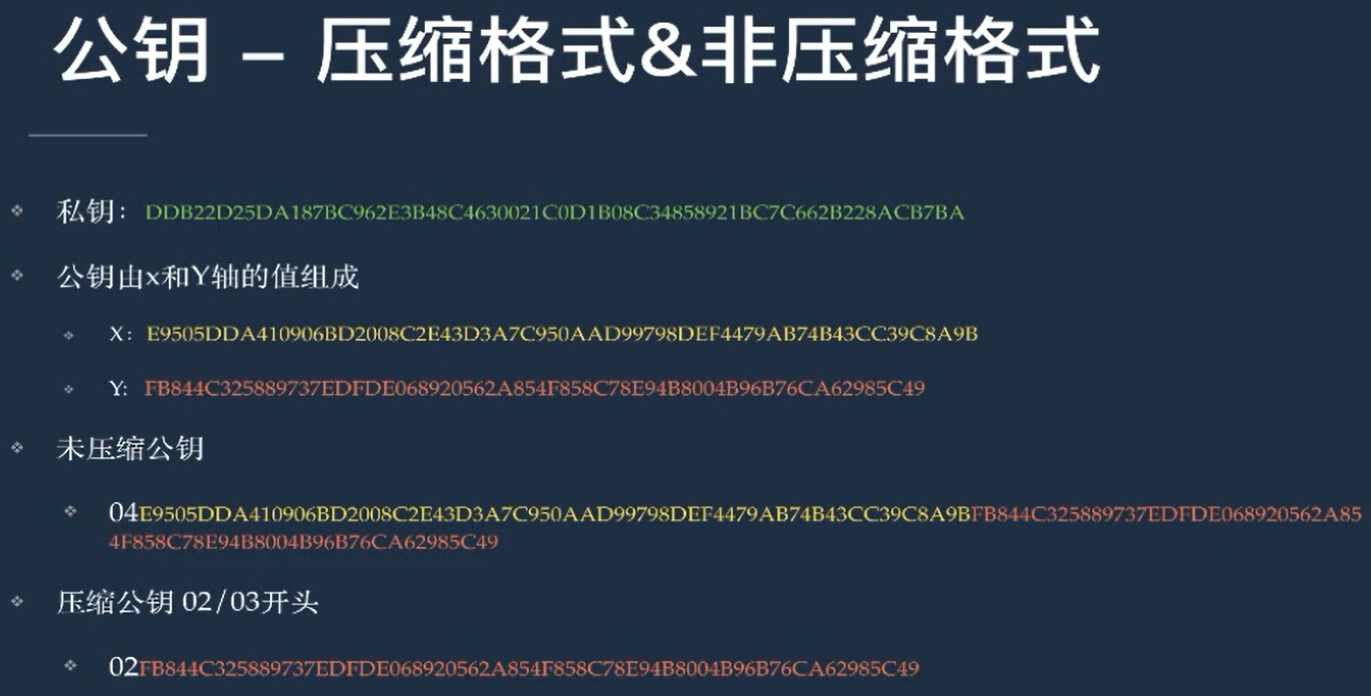 公钥 – 压缩格式&非压缩格式
私钥： DDB22D25DA187BC962E3B48C4630021C0D1B08C34858921BC7C662B228ACB7BA
公钥由x和Y轴的值组成
X： E9505DDA410906BD2008C2E43D3A7C950AAD99798DEF4479AB74B43CC39C8A9B
Y: FB844C325889737EDFDE068920562A854F858C78E94B8004B96B76CA62985C49
未压缩公钥
04E9505DDA410906BD2008C2E43D3A7C950AAD99798DEF4479AB74B43CC39C8A9BFB844C325889737EDFDE068920562A85
4F858C78E94B8004B96B76CA62985C49
压缩公钥 02/03开头
02FB844C325889737EDFDE068920562A854F858C78E94B8004B96B76CA62985C49